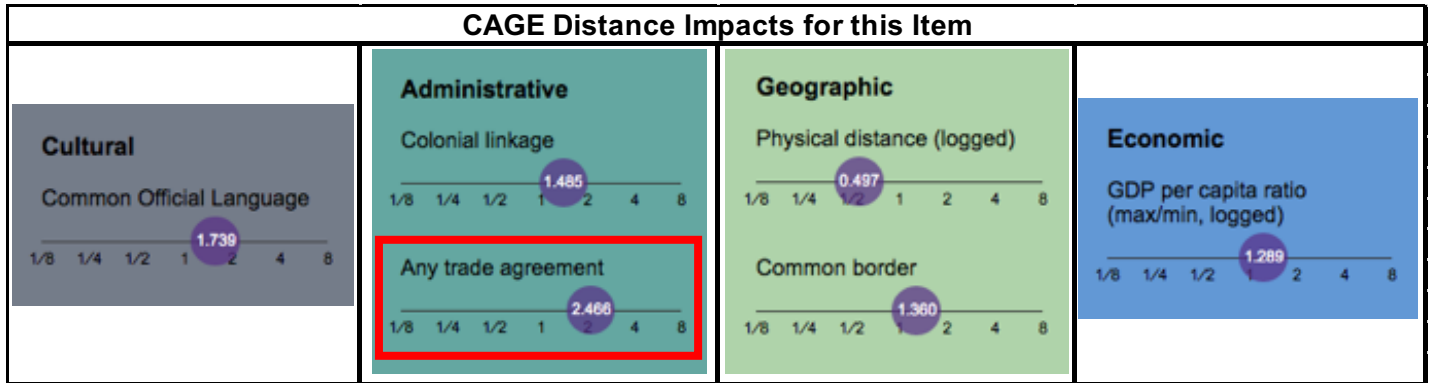 CAGE Distance Impacts for this Item
Cultural
Common Official Language
1.739
1/8 1/4 1/2 1 2 4 8
Administrative
Colonial linkage
1.485
1/8 1/4 1/2 1 2 4 8
Any trade agreement
2.466
1/8 1/4 1/2 1 2 4 8
Geographic
Physical distance (logged)
0.497
1/8 1/4 1/2 1 2 4 8
Common border
1.360
1/8 1/4 1/2 1 2 4 8
Economic
GDP per capita ratio
(max/min, logged)
1.289
1/8 1/4 1/2 1 2 4 8